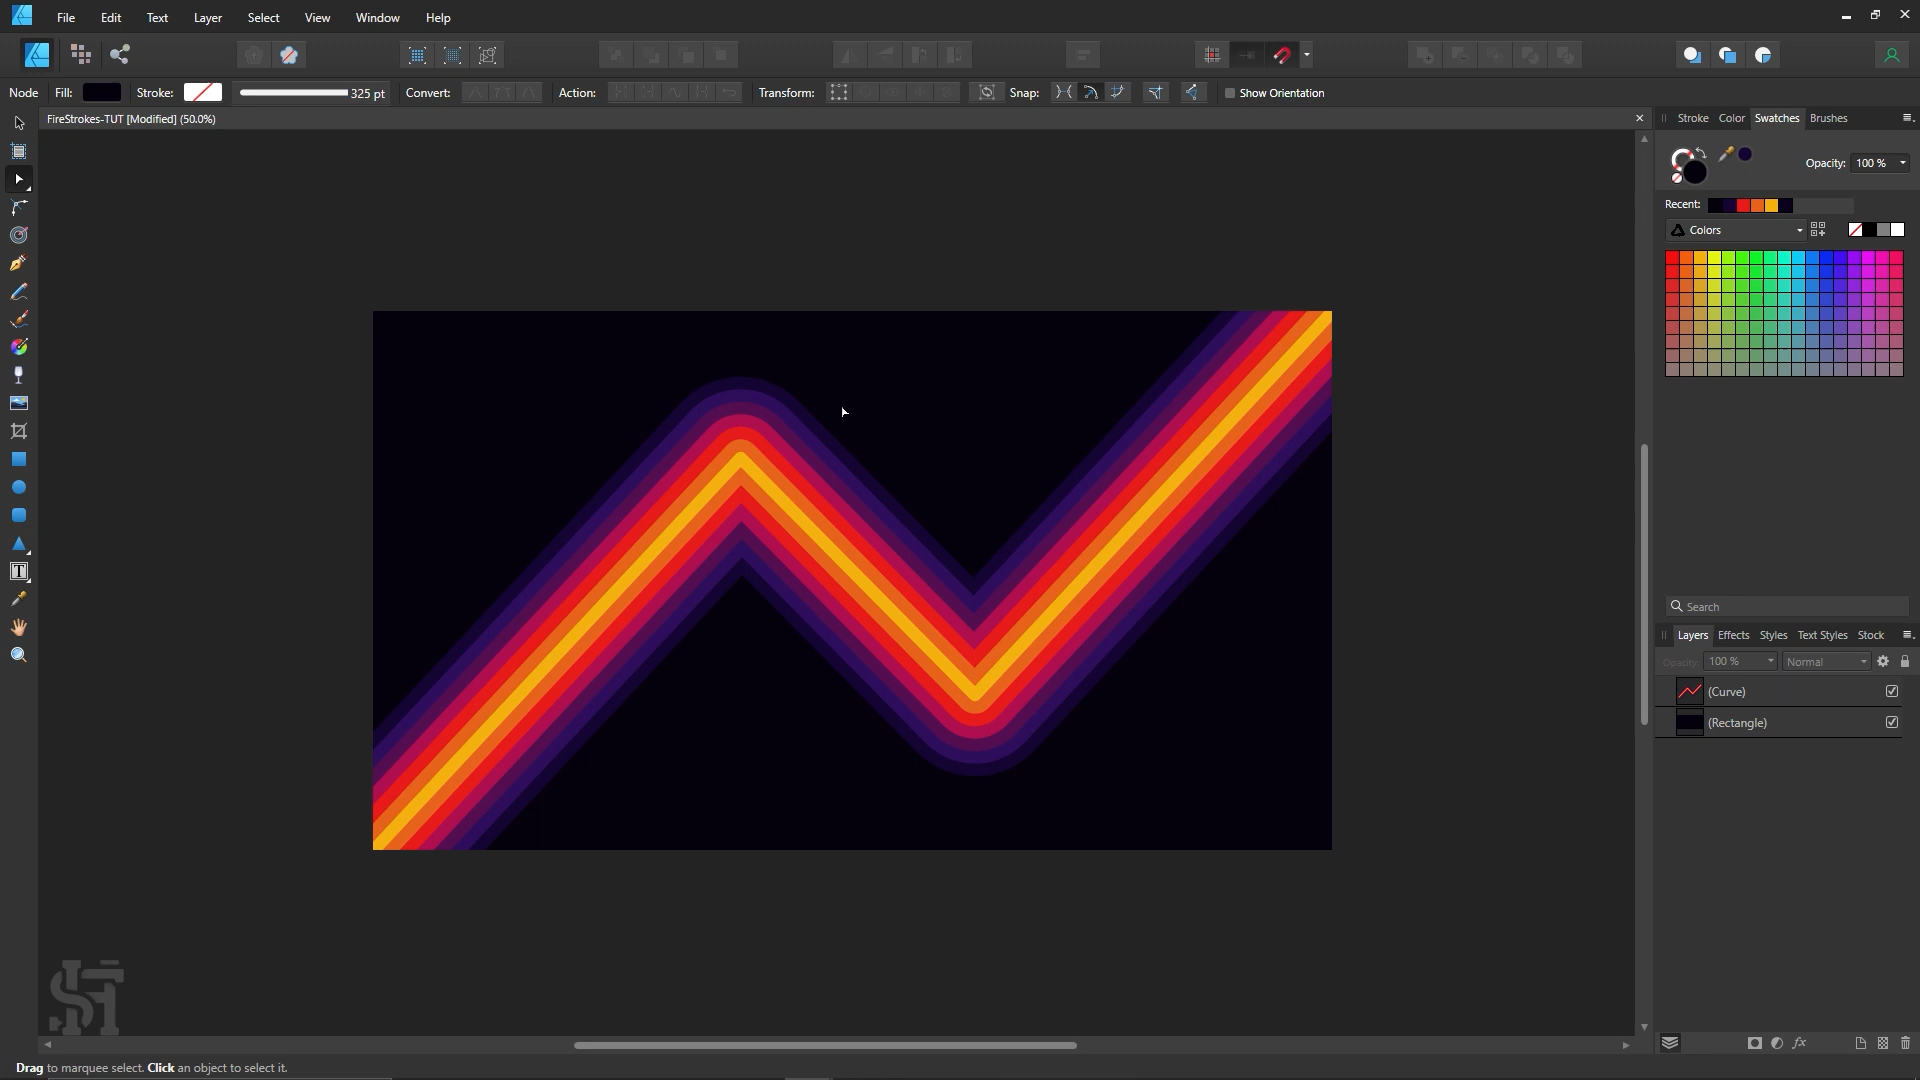 File Edit Text Layer Select View Window Help
Node Fill: Stroke: 325 pt Convert: Action: Transform: Snap: Show Orientation
FireStrokes-TUT [Modified] (50.0%)
Stroke Color Swatches Brushes
Opacity: 100 %
Recent:
Colors
Search
Layers Effects Styles Text Styles Stock
Opacity: 100 % Normal
(Curve)
(Rectangle)
Drag to marquee select. Click an object to select it.